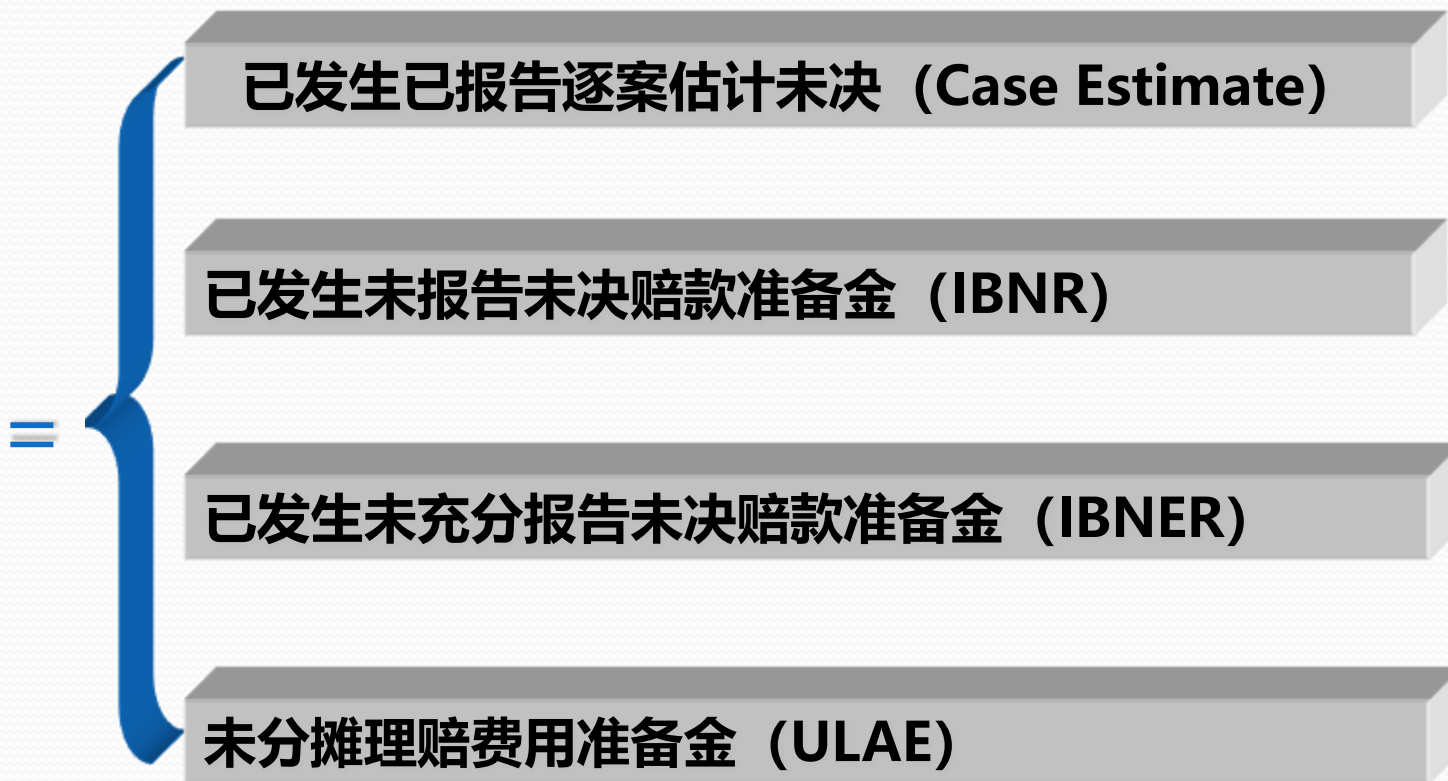 已发生已报告逐案估计未决（Case Estimate）
已发生未报告未决赔款准备金（IBNR）
=
已发生未充分报告未决赔款准备金（IBNER）
未分摊理赔费用准备金（ULAE）